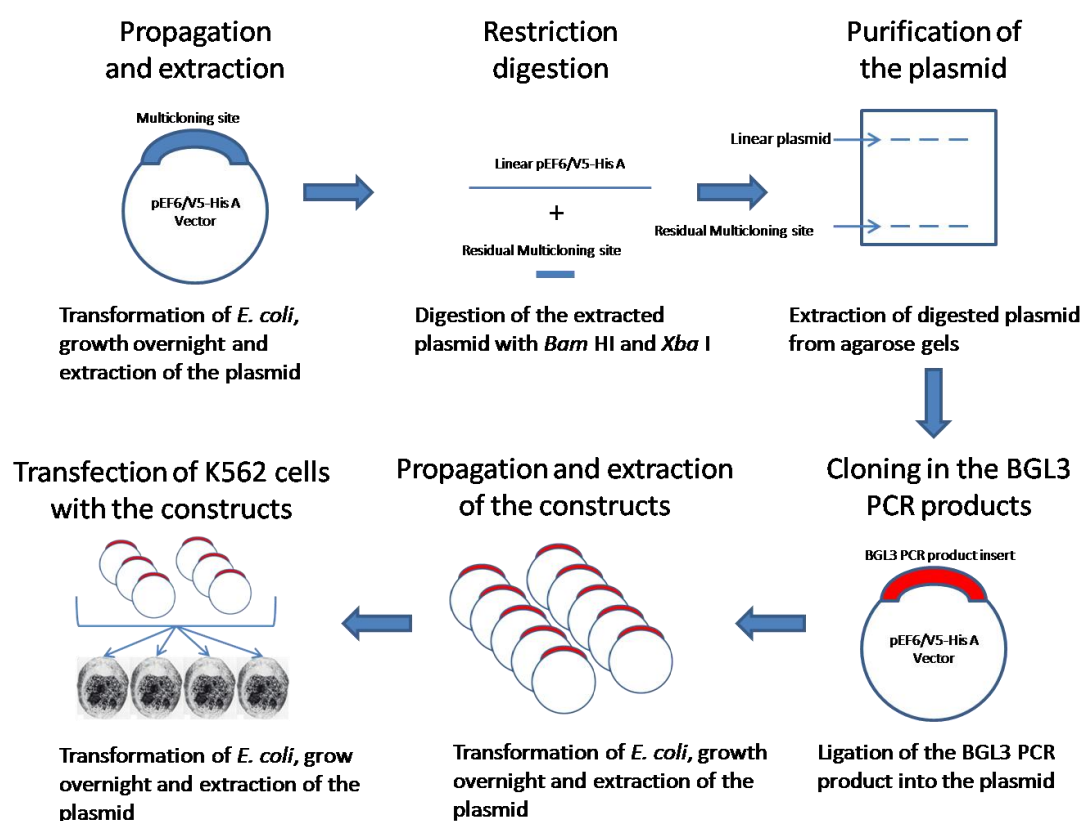 Propagation
and extraction
Multicloning site
pEF6/V5-His A
Vector
Transformation of E. coli,
growth overnight and
extraction of the plasmid
Restriction
digestion
Linear pEF6/V5-His A
+
Residual Multicloning site
Digestion of the extracted
plasmid with Bam HI and Xba I
Purification of
the plasmid
Linear plasmid
Residual Multicloning site
Extraction of digested plasmid
from agarose gels
Cloning in the BGL3
PCR products
BGL3 PCR product insert
pEF6/V5-His A
Vector
Ligation of the BGL3 PCR
product into the plasmid
Propagation and extraction
of the constructs
Transformation of E. coli, growth
overnight and extraction of the
plasmid
Transfection of K562 cells
with the constructs
Transformation of E. coli, grow
overnight and extraction of the
plasmid